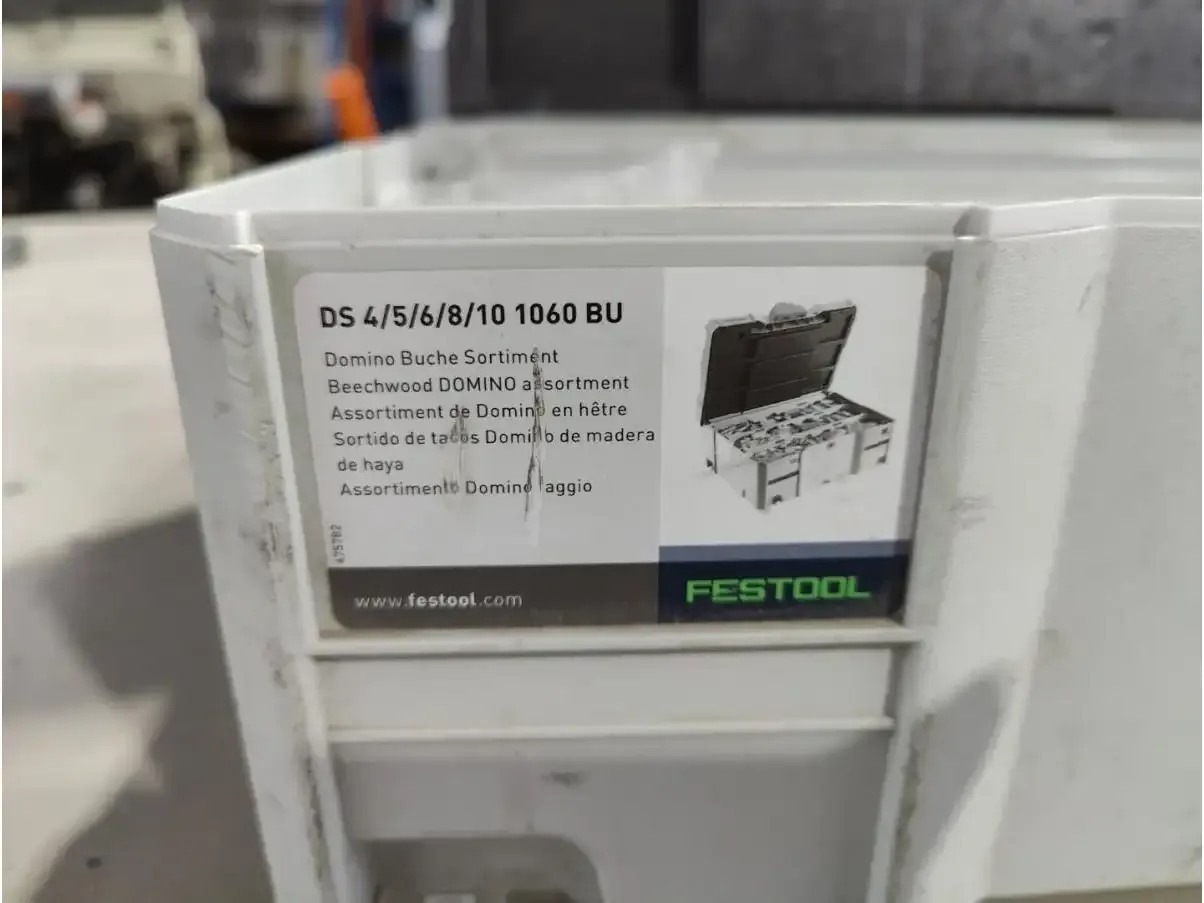 DS 4/5/6/8/10 1060 BU
Domino Buche Sortiment
Beechwood DOMINO assortment
Assortiment de Domino en hêtre
Sortido de tacos Domino de madera
de haya
Assortimento Domino faggio
475782
www.festool.com
FESTOOL